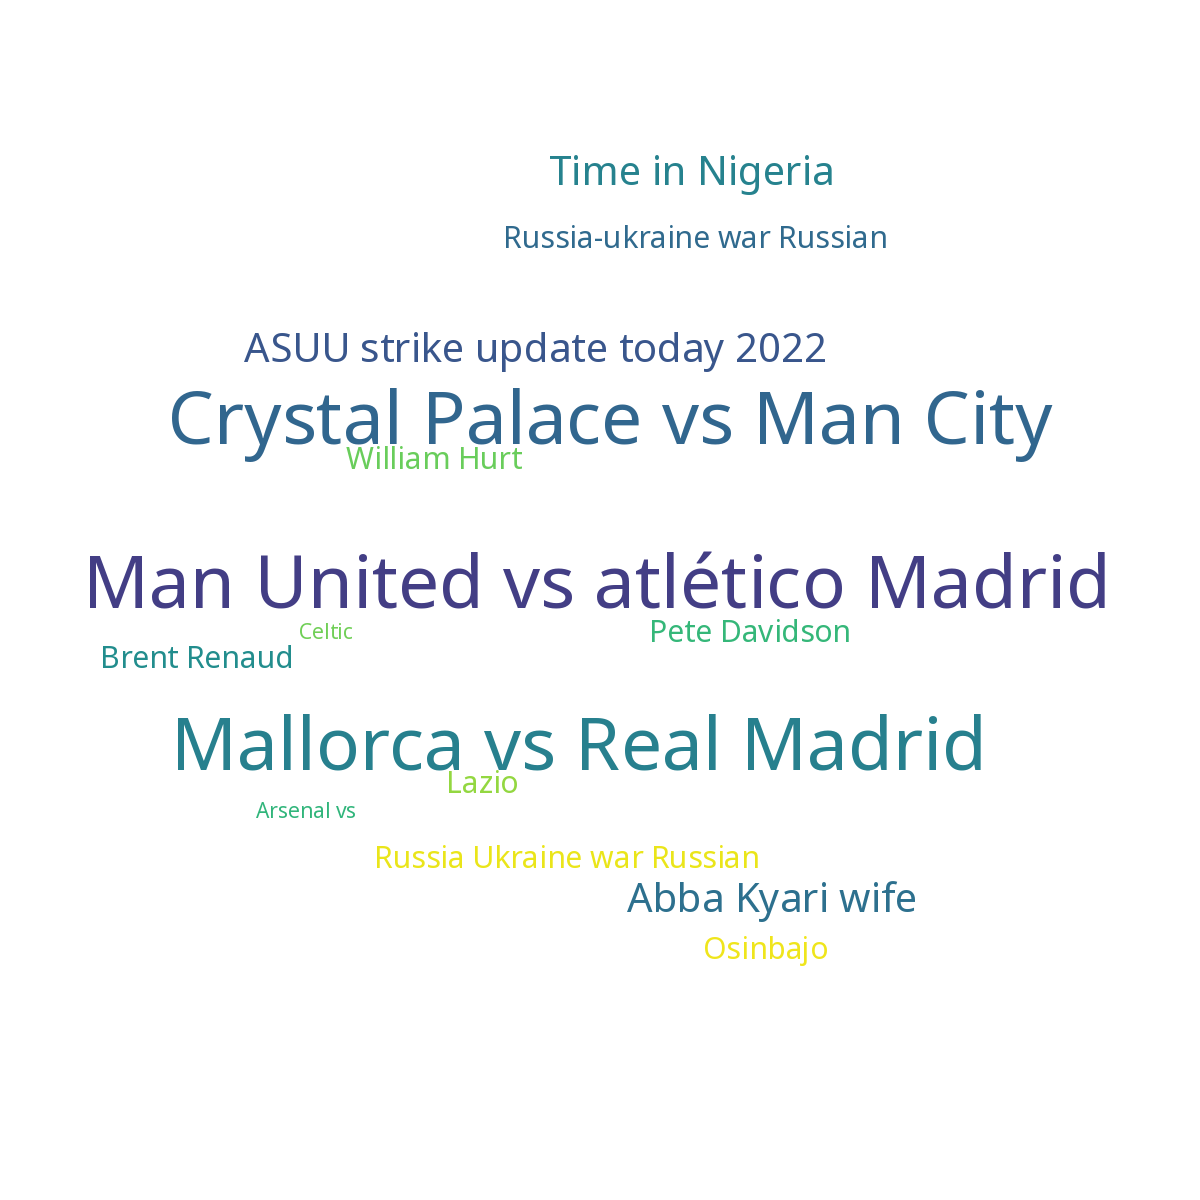 Time in Nigeria
Russia-ukraine war Russian
ASUU strike update today 2022
Crystal Palace vs Man City
William Hurt
Man United vs atlético Madrid
Celtic
Pete Davidson
Brent Renaud
Mallorca vs Real Madrid
Lazio
Arsenal vs
Russia Ukraine war Russian
Abba Kyari wife
Osinbajo